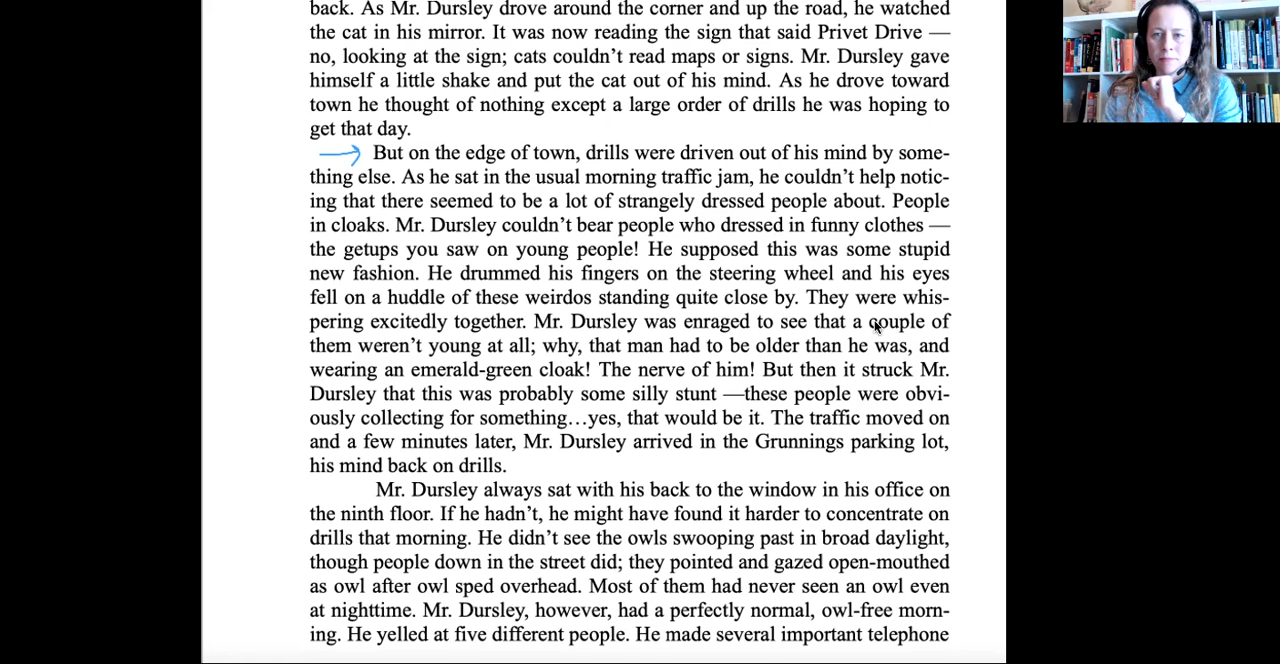 back. As Mr. Dursley drove around the corner and up the road, he watched
the cat in his mirror. It was now reading the sign that said Privet Drive —
no, looking at the sign; cats couldn’t read maps or signs. Mr. Dursley gave
himself a little shake and put the cat out of his mind. As he drove toward
town he thought of nothing except a large order of drills he was hoping to
get that day.
But on the edge of town, drills were driven out of his mind by some-
thing else. As he sat in the usual morning traffic jam, he couldn’t help notic-
ing that there seemed to be a lot of strangely dressed people about. People
in cloaks. Mr. Dursley couldn’t bear people who dressed in funny clothes —
the getups you saw on young people! He supposed this was some stupid
new fashion. He drummed his fingers on the steering wheel and his eyes
fell on a huddle of these weirdos standing quite close by. They were whis-
pering excitedly together. Mr. Dursley was enraged to see that a couple of
them weren’t young at all; why, that man had to be older than he was, and
wearing an emerald-green cloak! The nerve of him! But then it struck Mr.
Dursley that this was probably some silly stunt —these people were obvi-
ously collecting for something…yes, that would be it. The traffic moved on
and a few minutes later, Mr. Dursley arrived in the Grunnings parking lot,
his mind back on drills.
Mr. Dursley always sat with his back to the window in his office on
the ninth floor. If he hadn’t, he might have found it harder to concentrate on
drills that morning. He didn’t see the owls swooping past in broad daylight,
though people down in the street did; they pointed and gazed open-mouthed
as owl after owl sped overhead. Most of them had never seen an owl even
at nighttime. Mr. Dursley, however, had a perfectly normal, owl-free morn-
ing. He yelled at five different people. He made several important telephone